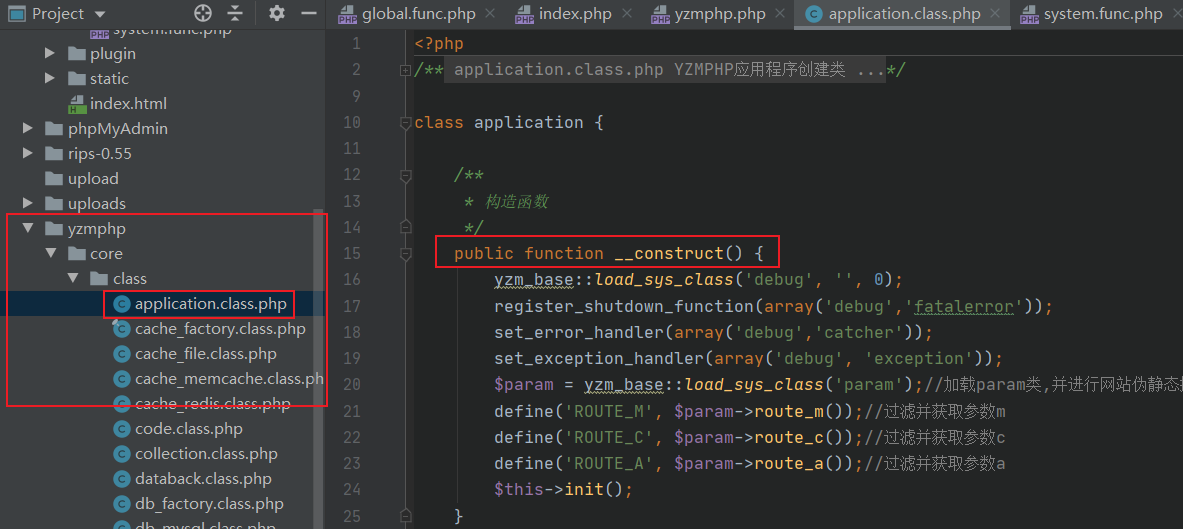 Project
global.func.php
index.php
yzmphp.php
application.class.php
system.func.php
system.func.php
plugin
static
index.html
phpMyAdmin
rips-0.55
upload
uploads
yzmphp
core
class
application.class.php
cache_factory.class.php
cache_file.class.php
cache_memcache.class.ph
cache_redis.class.php
code.class.php
collection.class.php
databack.class.php
db_factory.class.php
db_mysql.class.php
1 <?php
2 /** application.class.php YZMPHP应用程序创建类 ...*/
9
10 class application {
11
12 /**
13 * 构造函数
14 */
15 public function __construct() {
16 yzm_base::load_sys_class('debug', '', 0);
17 register_shutdown_function(array('debug','fatalerror'));
18 set_error_handler(array('debug','catcher'));
19 set_exception_handler(array('debug', 'exception'));
20 $param = yzm_base::load_sys_class('param');//加载param类,并进行网站伪静态
21 define('ROUTE_M', $param->route_m());//过滤并获取参数m
22 define('ROUTE_C', $param->route_c());//过滤并获取参数c
23 define('ROUTE_A', $param->route_a());//过滤并获取参数a
24 $this->init();
25 }